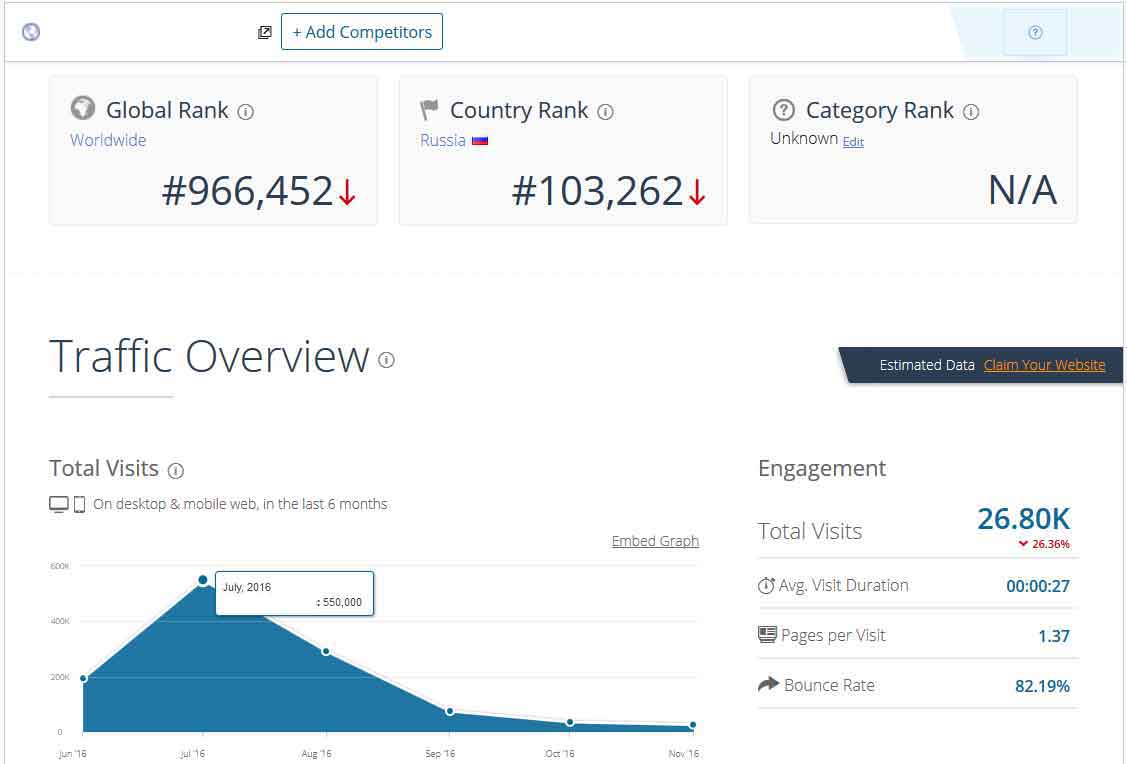 + Add Competitors
Global Rank
Worldwide
#966,452
Country Rank
Russia
#103,262
Category Rank
Unknown Edit
N/A
Traffic Overview
Estimated Data Claim Your Website
Total Visits
On desktop & mobile web, in the last 6 months
Embed Graph
600K
400K
200K
0
July, 2016
: 550,000
Jun '16
Jul '16
Aug '16
Sep '16
Oct '16
Nov '16
Engagement
Total Visits
26.80K
26.36%
Avg. Visit Duration
00:00:27
Pages per Visit
1.37
Bounce Rate
82.19%